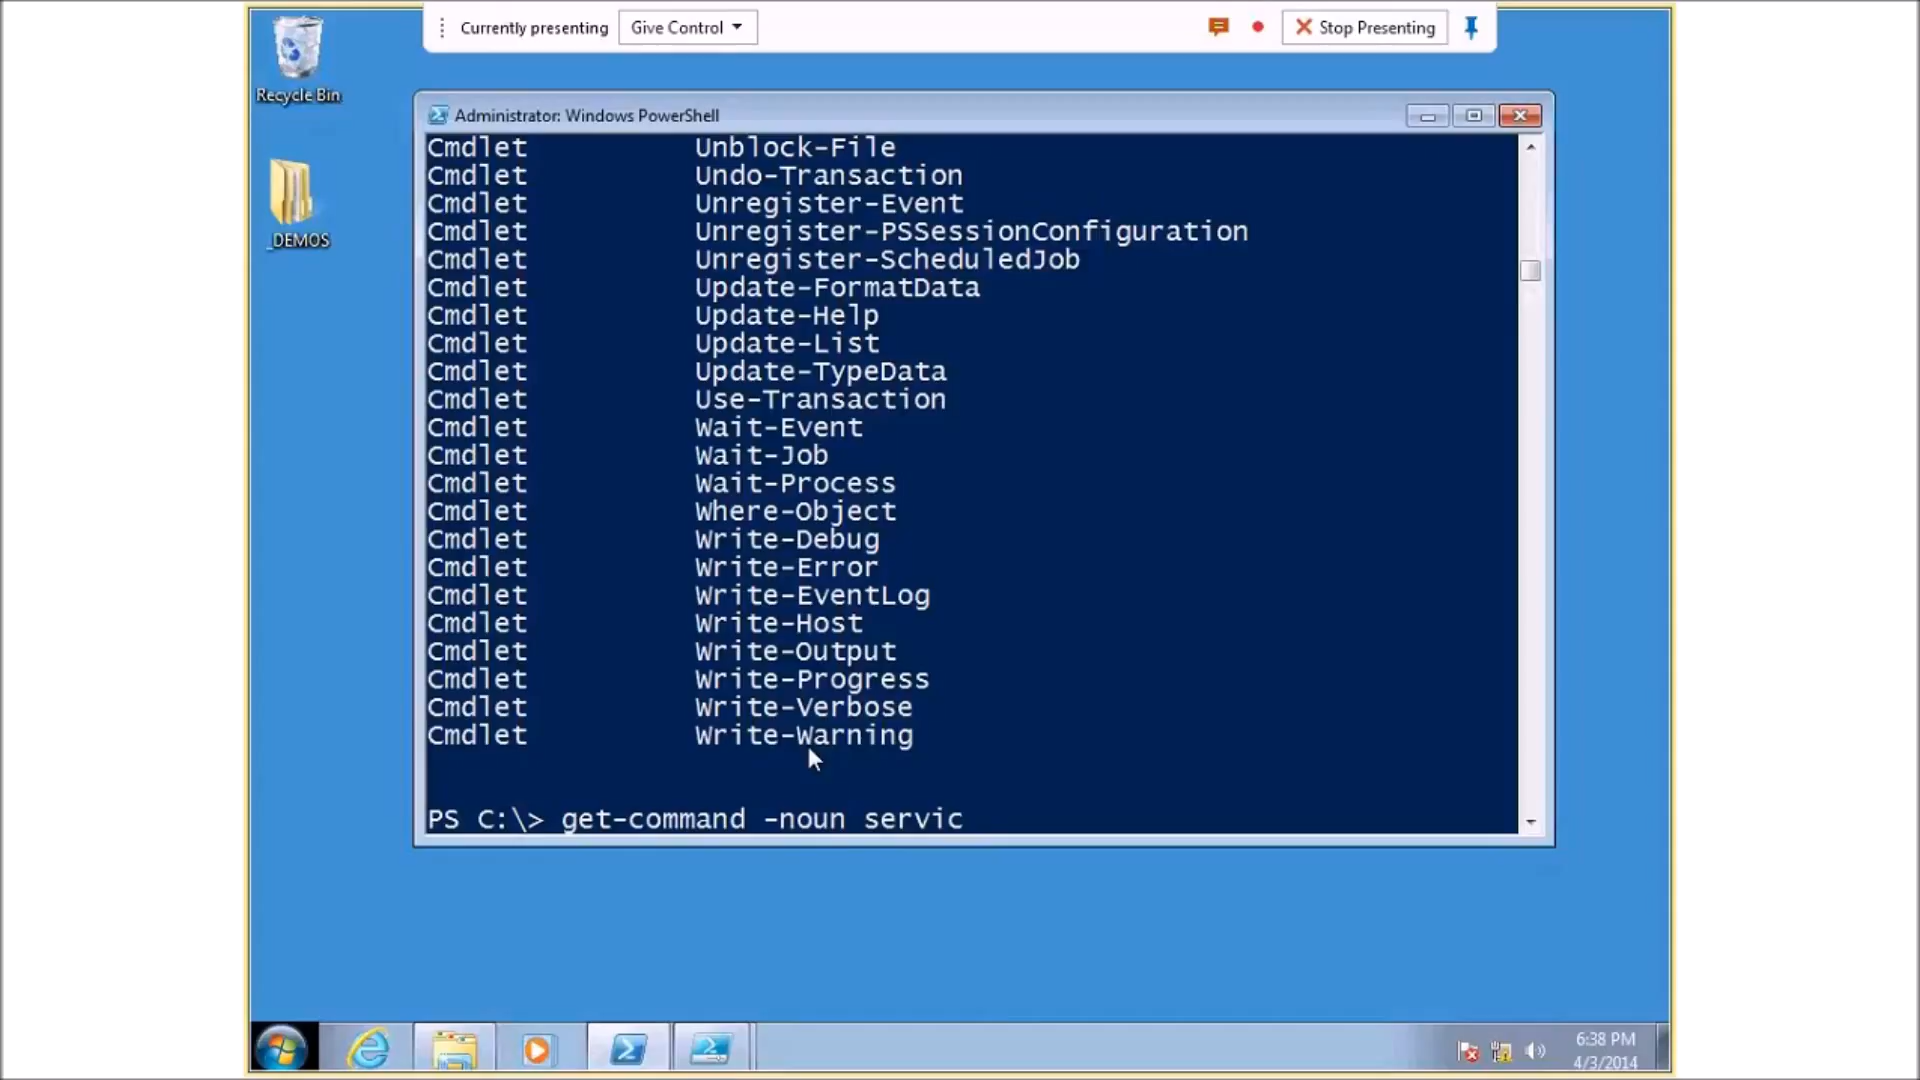 Currently presenting Give Control Stop Presenting
Recycle Bin
Administrator: Windows PowerShell
_DEMOS
Cmdlet Unblock-File
Cmdlet Undo-Transaction
Cmdlet Unregister-Event
Cmdlet Unregister-PSSessionConfiguration
Cmdlet Unregister-ScheduledJob
Cmdlet Update-FormatData
Cmdlet Update-Help
Cmdlet Update-List
Cmdlet Update-TypeData
Cmdlet Use-Transaction
Cmdlet Wait-Event
Cmdlet Wait-Job
Cmdlet Wait-Process
Cmdlet Where-Object
Cmdlet Write-Debug
Cmdlet Write-Error
Cmdlet Write-EventLog
Cmdlet Write-Host
Cmdlet Write-Output
Cmdlet Write-Progress
Cmdlet Write-Verbose
Cmdlet Write-Warning
PS C:\> get-command -noun servic
6:38 PM
4/3/2014